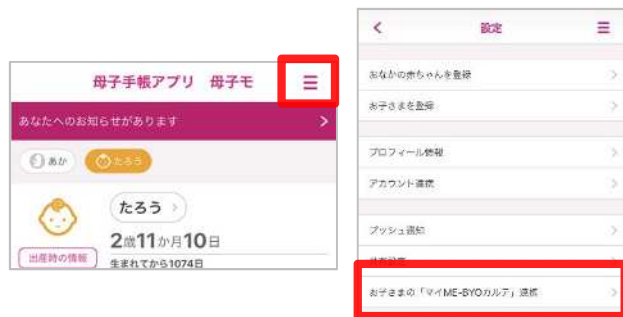 母子手帳アプリ 母子モ
あなたへのお知らせがあります
あか
たろう
たろう
2歳11か月10日
出産時の情報
生まれてから1074日
設定
おなかの赤ちゃんを登録
お子さまを登録
プロフィール情報
アカウント連携
プッシュ通知
お子さまの「マイME-BYOカルテ」連携